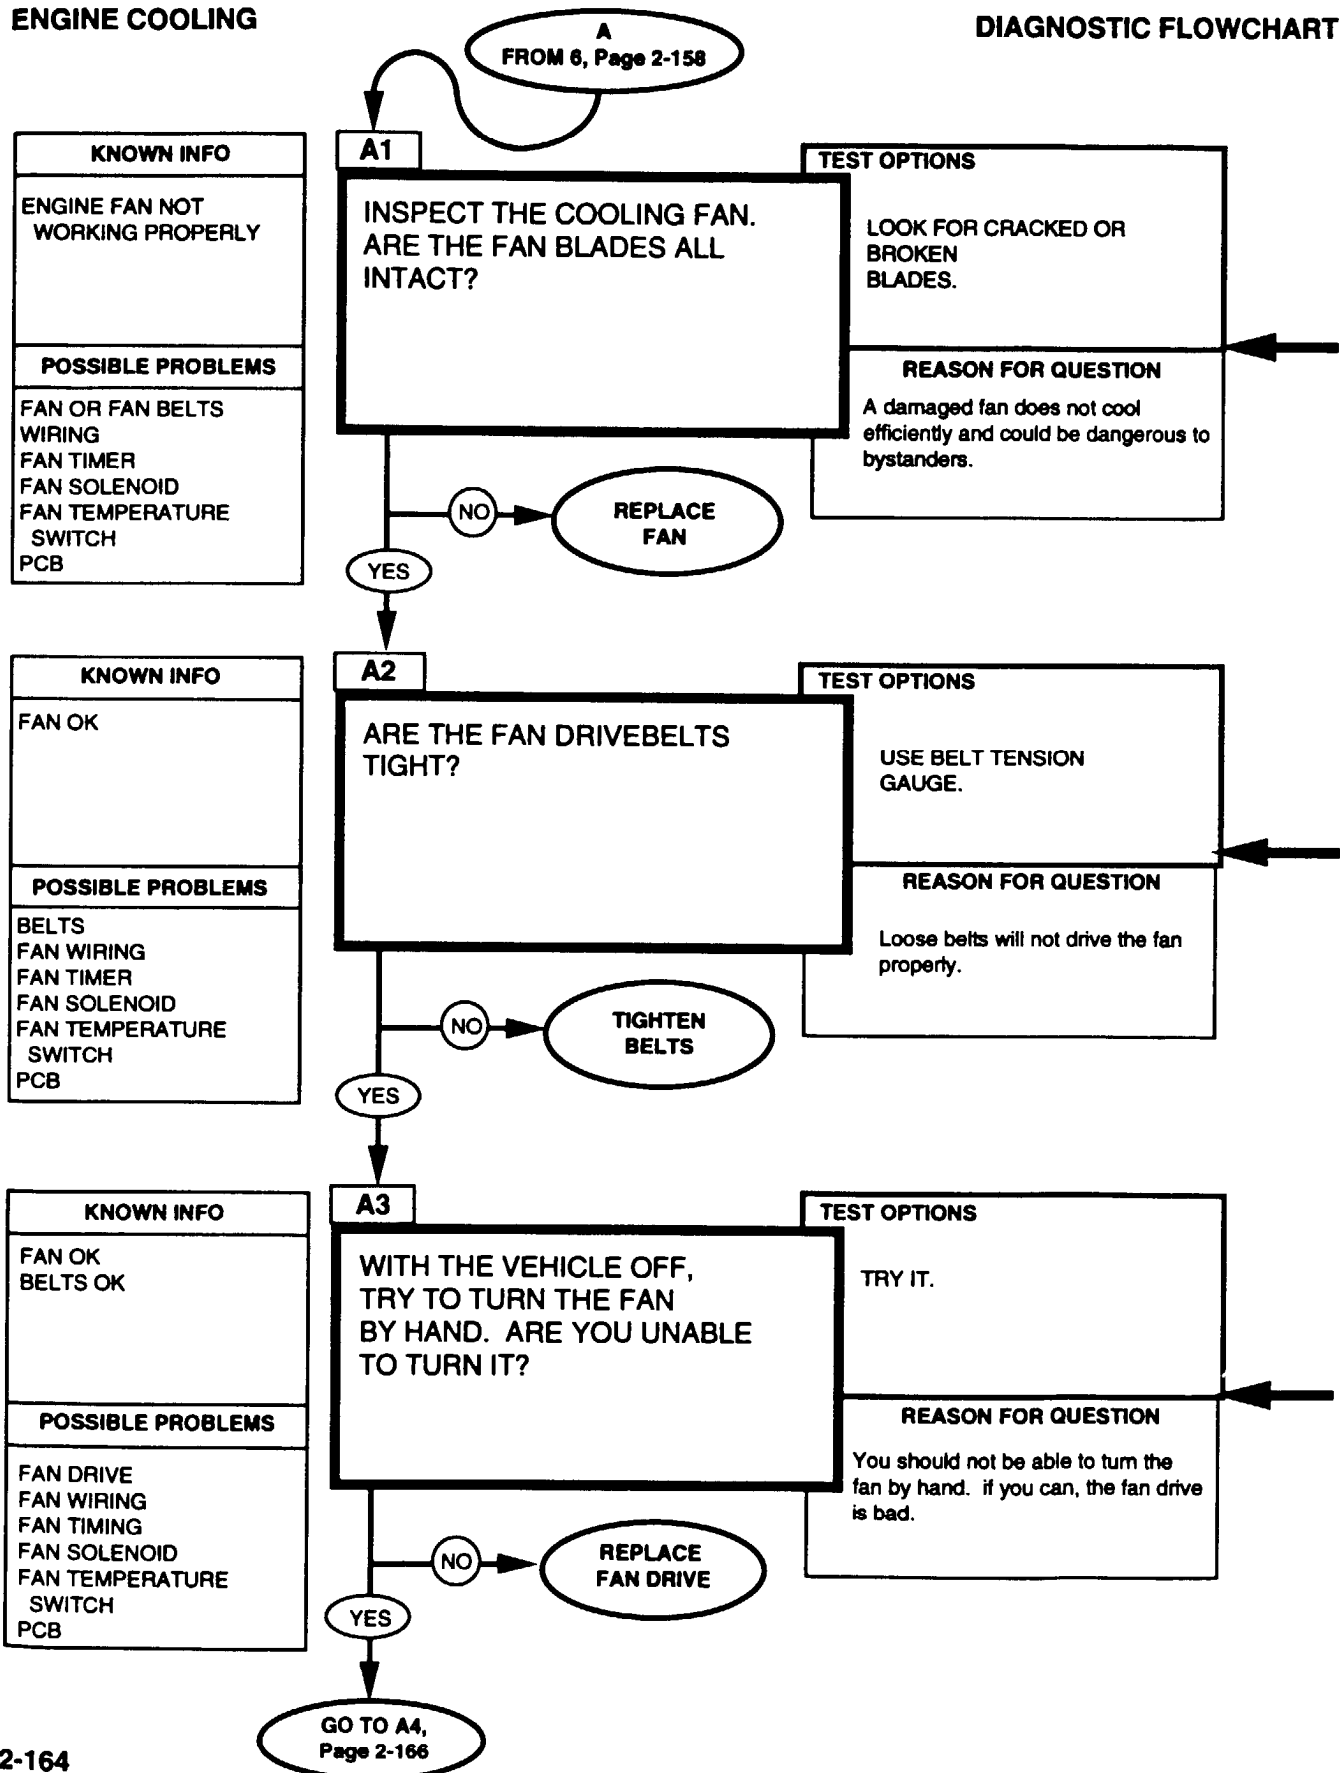 ENGINE COOLING
DIAGNOSTIC FLOWCHART
A
FROM 6, Page 2-158
KNOWN INFO
ENGINE FAN NOT
WORKING PROPERLY
POSSIBLE PROBLEMS
FAN OR FAN BELTS
WIRING
FAN TIMER
FAN SOLENOID
FAN TEMPERATURE
SWITCH
PCB
A1
INSPECT THE COOLING FAN.
ARE THE FAN BLADES ALL
INTACT?
TEST OPTIONS
LOOK FOR CRACKED OR
BROKEN
BLADES.
REASON FOR QUESTION
A damaged fan does not cool
efficiently and could be dangerous to
bystanders.
NO
REPLACE
FAN
YES
KNOWN INFO
FAN OK
POSSIBLE PROBLEMS
BELTS
FAN WIRING
FAN TIMER
FAN SOLENOID
FAN TEMPERATURE
SWITCH
PCB
A2
ARE THE FAN DRIVEBELTS
TIGHT?
TEST OPTIONS
USE BELT TENSION
GAUGE.
REASON FOR QUESTION
Loose belts will not drive the fan
properly.
NO
TIGHTEN
BELTS
YES
KNOWN INFO
FAN OK
BELTS OK
POSSIBLE PROBLEMS
FAN DRIVE
FAN WIRING
FAN TIMING
FAN SOLENOID
FAN TEMPERATURE
SWITCH
PCB
A3
WITH THE VEHICLE OFF,
TRY TO TURN THE FAN
BY HAND. ARE YOU UNABLE
TO TURN IT?
TEST OPTIONS
TRY IT.
REASON FOR QUESTION
You should not be able to turn the
fan by hand. if you can, the fan drive
is bad.
NO
REPLACE
FAN DRIVE
YES
GO TO A4,
Page 2-166
2-164